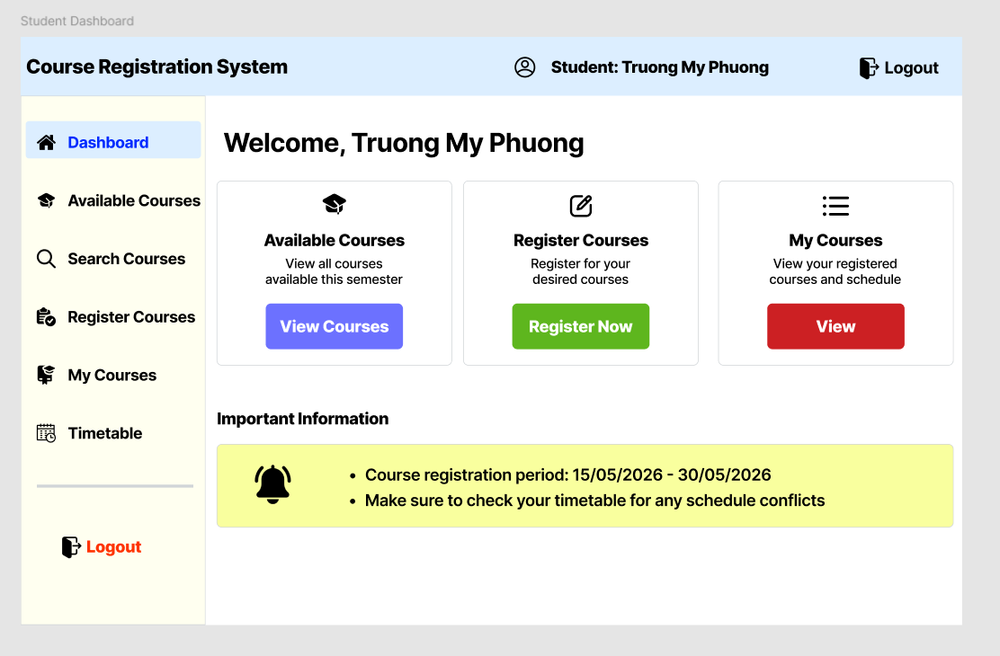 Student Dashboard
Course Registration System
Student: Truong My Phuong
Logout
Dashboard
Available Courses
Search Courses
Register Courses
My Courses
Timetable
Logout
Welcome, Truong My Phuong
Available Courses
View all courses
available this semester
View Courses
Register Courses
Register for your
desired courses
Register Now
My Courses
View your registered
courses and schedule
View
Important Information
• Course registration period: 15/05/2026 - 30/05/2026
• Make sure to check your timetable for any schedule conflicts